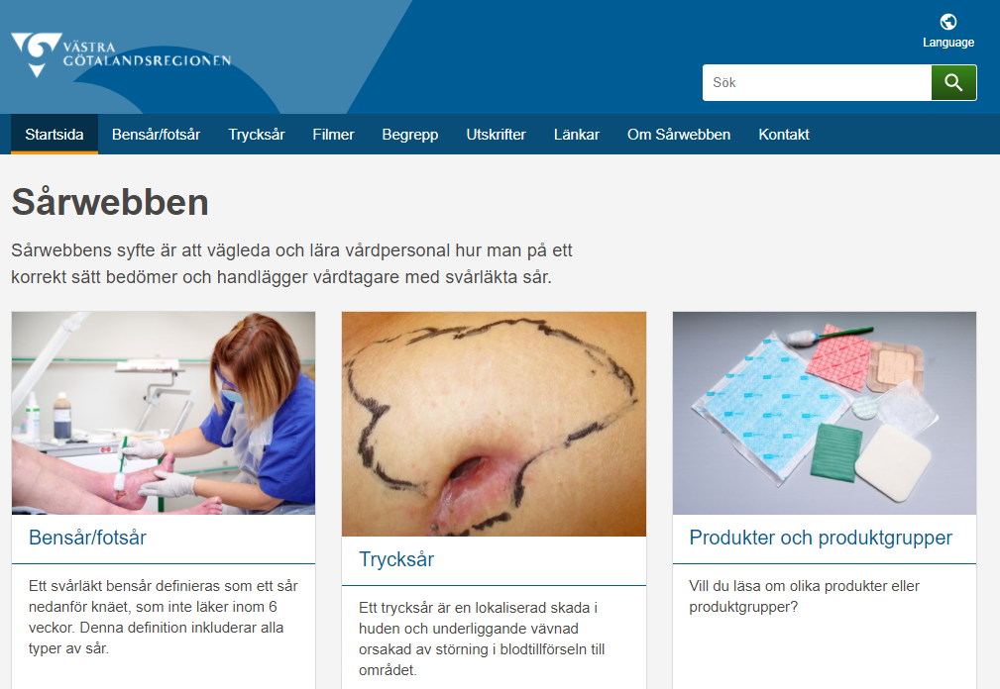 VÄSTRA
GÖTALANDSREGIONEN
Language
Sök
Startsida Bensår/fotsår Trycksår Filmer Begrepp Utskrifter Länkar Om Sårwebben Kontakt
Sårwebben
Sårwebbens syfte är att vägleda och lära vårdpersonal hur man på ett
korrekt sätt bedömer och handlägger vårdtagare med svårläkta sår.
Bensår/fotsår
Ett svårläkt bensår definieras som ett sår
nedanför knäet, som inte läker inom 6
veckor. Denna definition inkluderar alla
typer av sår.
Trycksår
Ett trycksår är en lokaliserad skada i
huden och underliggande vävnad
orsakad av störning i blodtillförseln till
området.
Produkter och produktgrupper
Vill du läsa om olika produkter eller
produktgrupper?